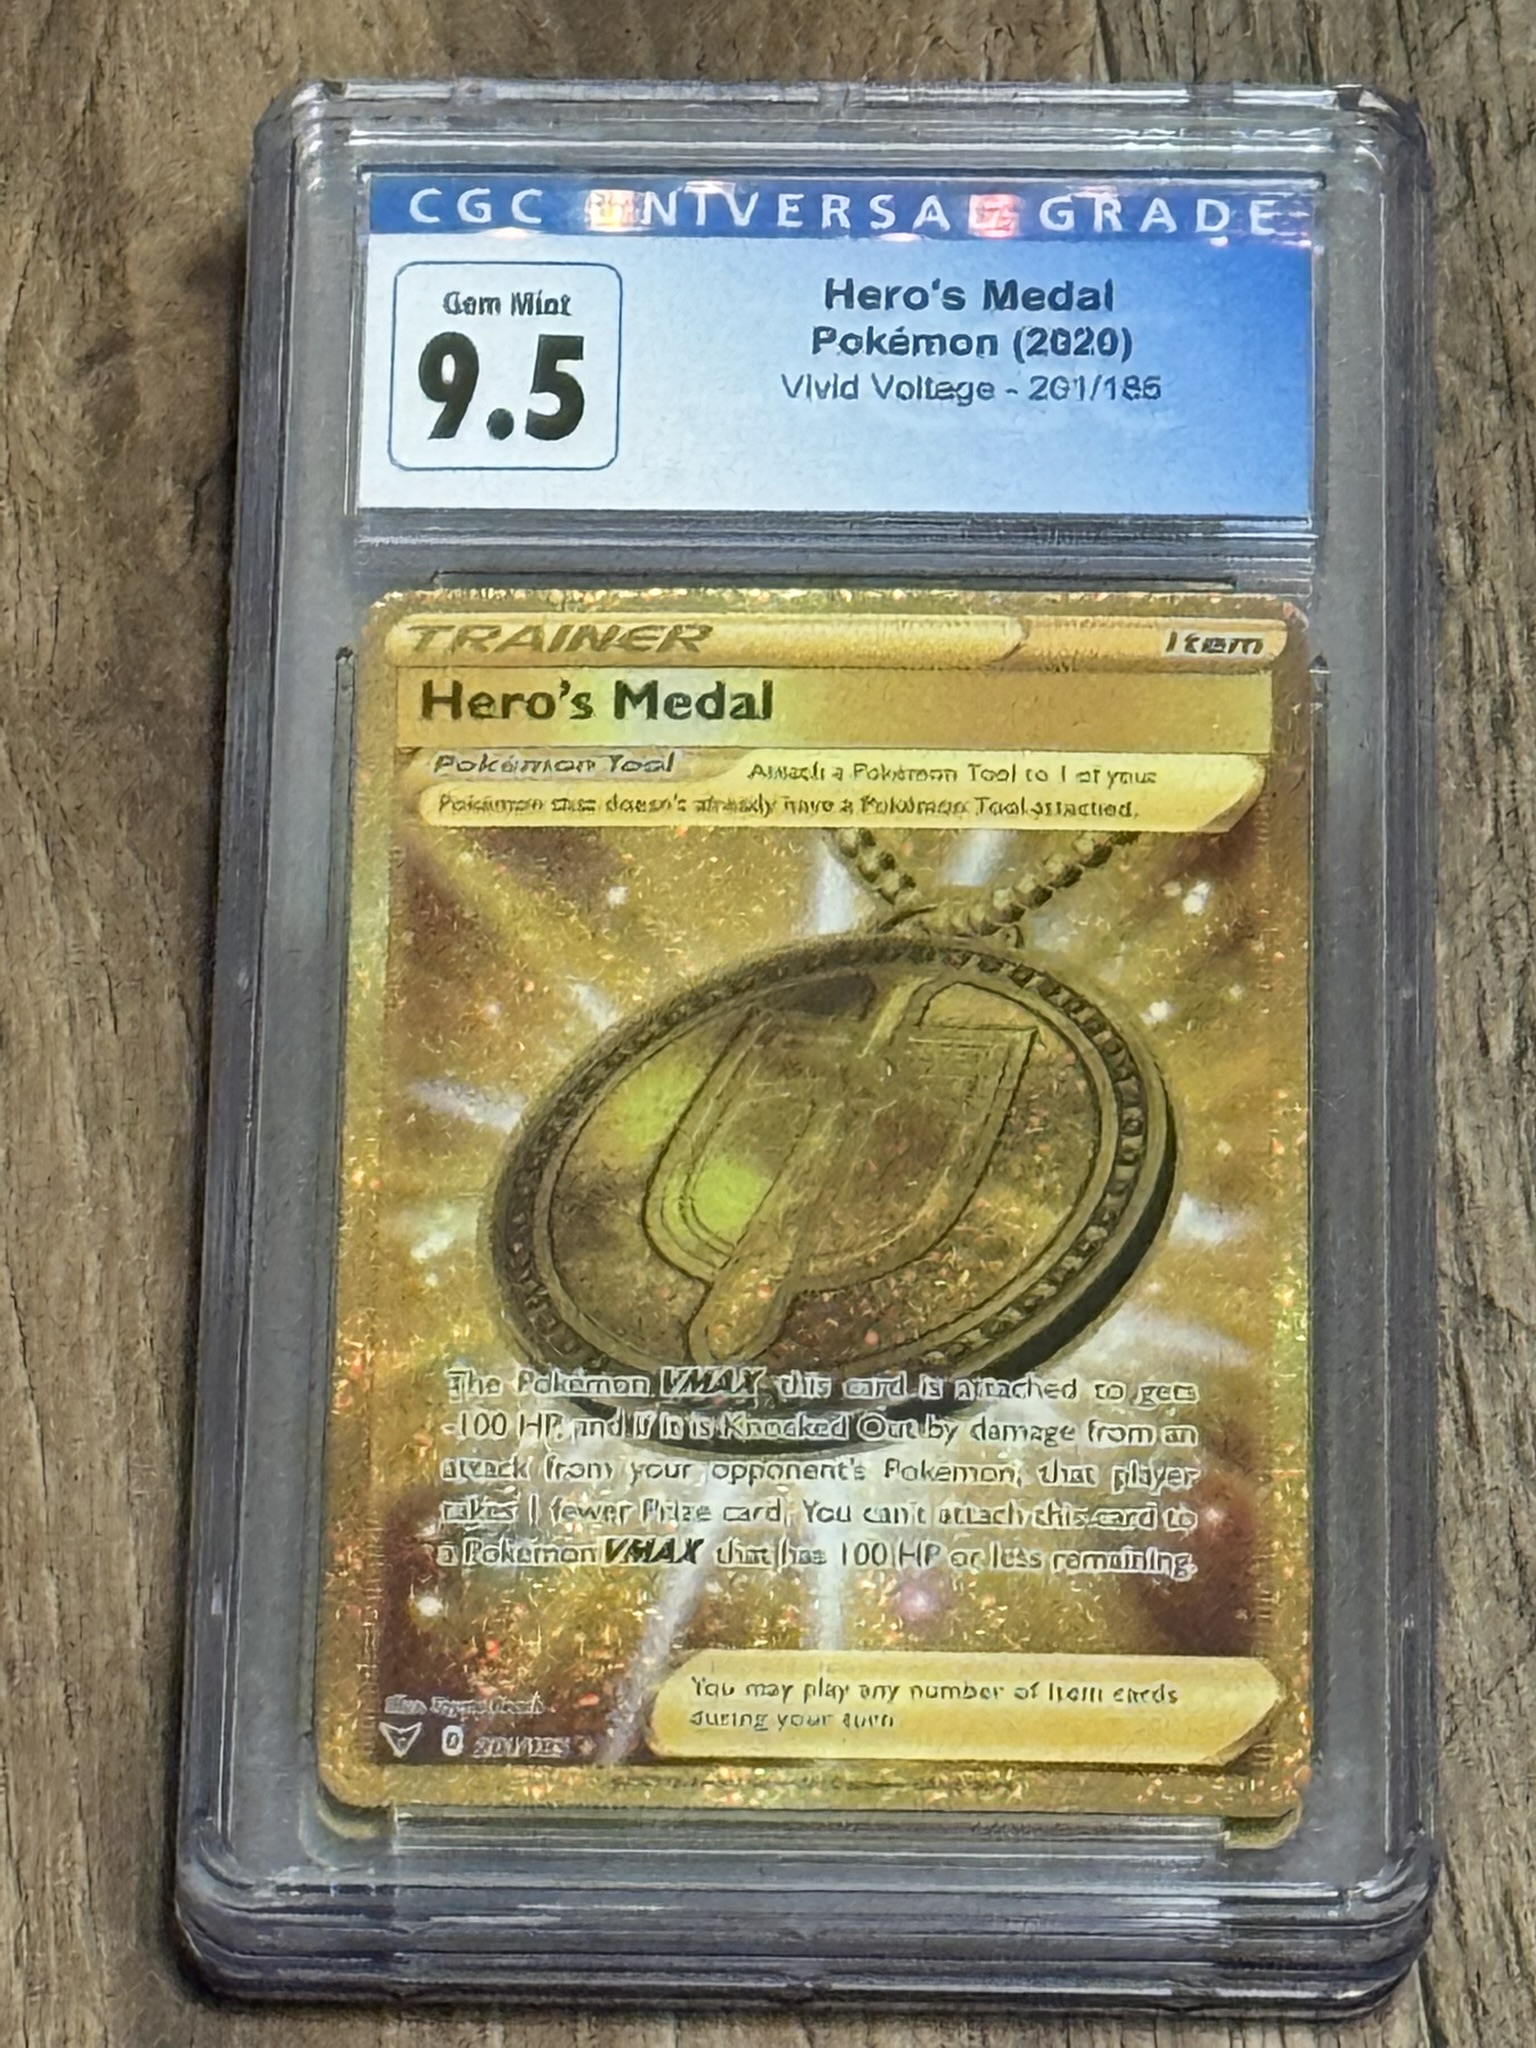 CGC UNIVERSAL GRADE
Gem Mint
9.5
Hero's Medal
Pokémon (2020)
Vivid Voltage - 201/185
TRAINER
Item
Hero's Medal
Pokémon Tool
Attach a Pokémon Tool to 1 of your
Pokémon that doesn't already have a Pokémon Tool attached.
The Pokémon VMAX this card is attached to gets
-100 HP, and if it is Knocked Out by damage from an
attack from your opponent's Pokémon, that player
takes 1 fewer Prize card. You can't attach this card to
a Pokémon VMAX that has 100 HP or less remaining.
You may play any number of Item cards
during your turn.
Illus.
D 201/185